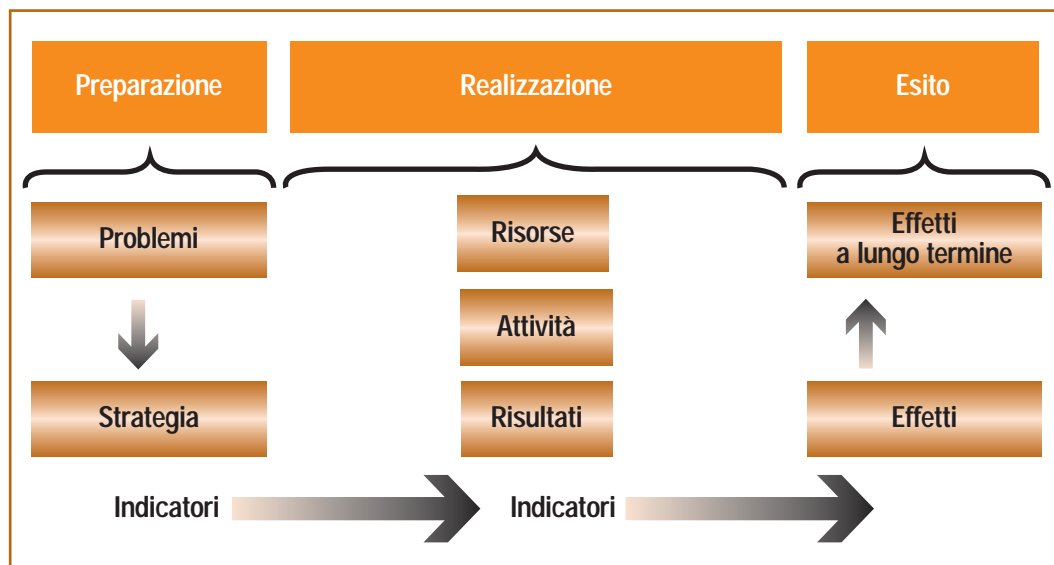 Preparazione
Realizzazione
Esito
Problemi
Risorse
Effetti
a lungo termine
Attività
Strategia
Risultati
Effetti
Indicatori
Indicatori